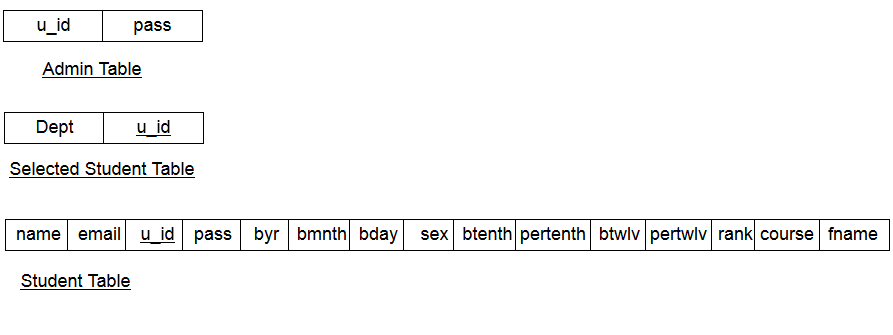 u_id pass
Admin Table
Dept u_id
Selected Student Table
name email u_id pass byr bmnth bday sex btenth pertenth btwlv pertwlv rank course fname
Student Table